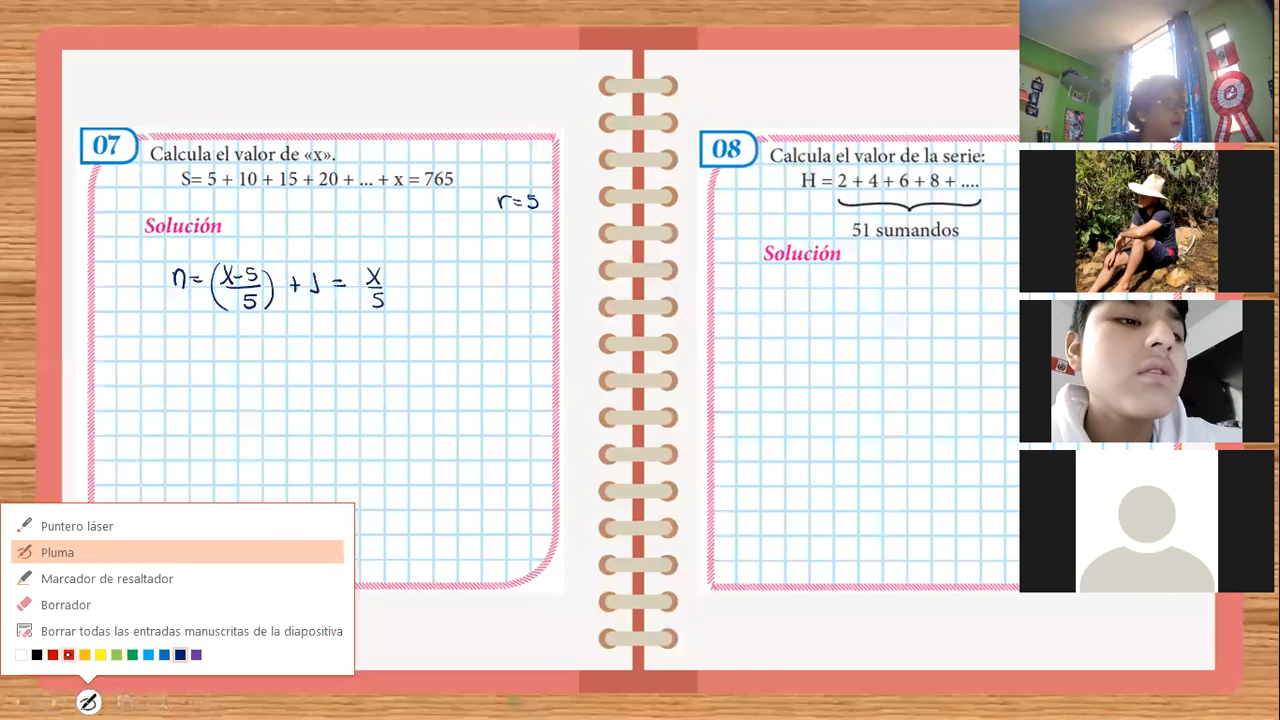 07
Calcula el valor de «x».
S= 5 + 10 + 15 + 20 + ... + x = 765
r = 5
Solución
n = (x-5/5) + 1 = x/5
08
Calcula el valor de la serie:
H = 2 + 4 + 6 + 8 + ....
51 sumandos
Solución
Puntero láser
Pluma
Marcador de resaltador
Borrador
Borrar todas las entradas manuscritas de la diapositiva